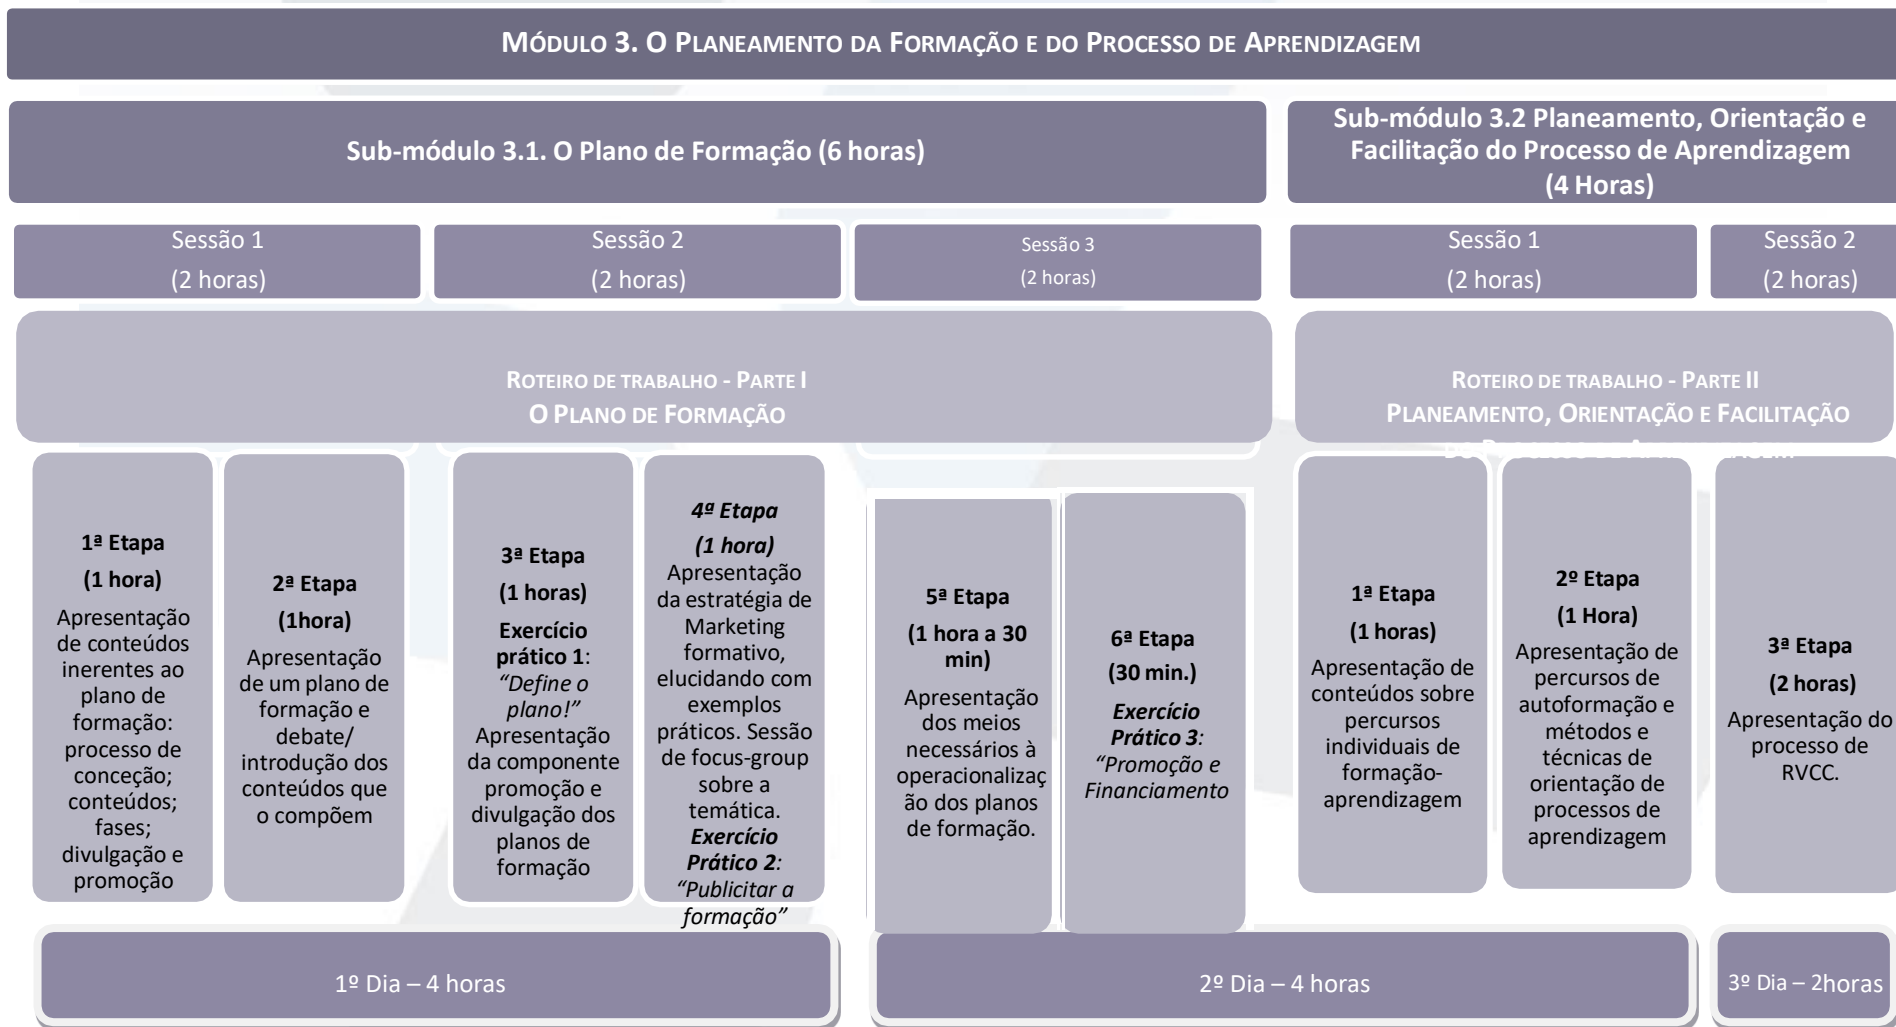 MÓDULO 3. O PLANEAMENTO DA FORMAÇÃO E DO PROCESSO DE APRENDIZAGEM
Sub-módulo 3.1. O Plano de Formação (6 horas)
Sub-módulo 3.2 Planeamento, Orientação e
Facilitação do Processo de Aprendizagem
(4 Horas)
Sessão 1
(2 horas)
Sessão 2
(2 horas)
Sessão 3
(2 horas)
Sessão 1
(2 horas)
Sessão 2
(2 horas)
ROTEIRO DE TRABALHO - PARTE I
O PLANO DE FORMAÇÃO
ROTEIRO DE TRABALHO - PARTE II
PLANEAMENTO, ORIENTAÇÃO E FACILITAÇÃO
1ª Etapa
(1 hora)
Apresentação
de conteúdos
inerentes ao
plano de
formação:
processo de
conceção;
conteúdos;
fases;
divulgação e
promoção
2ª Etapa
(1hora)
Apresentação
de um plano de
formação e
debate/
introdução dos
conteúdos que
o compõem
3ª Etapa
(1 horas)
Exercício
prático 1:
“Define o
plano!”
Apresentação
da componente
promoção e
divulgação dos
planos de
formação
4ª Etapa
(1 hora)
Apresentação
da estratégia de
Marketing
formativo,
elucidando com
exemplos
práticos. Sessão
de focus-group
sobre a
temática.
Exercício
Prático 2:
“Publicitar a
formação”
5ª Etapa
(1 hora a 30
min)
Apresentação
dos meios
necessários à
operacionalizaç
ão dos planos
de formação.
6ª Etapa
(30 min.)
Exercício
Prático 3:
“Promoção e
Financiamento
1ª Etapa
(1 horas)
Apresentação de
conteúdos sobre
percursos
individuais de
formação-
aprendizagem
2º Etapa
(1 Hora)
Apresentação de
percursos de
autoformação e
métodos e
técnicas de
orientação de
processos de
aprendizagem
3ª Etapa
(2 horas)
Apresentação do
processo de
RVCC.
1º Dia – 4 horas
2º Dia – 4 horas
3º Dia – 2horas